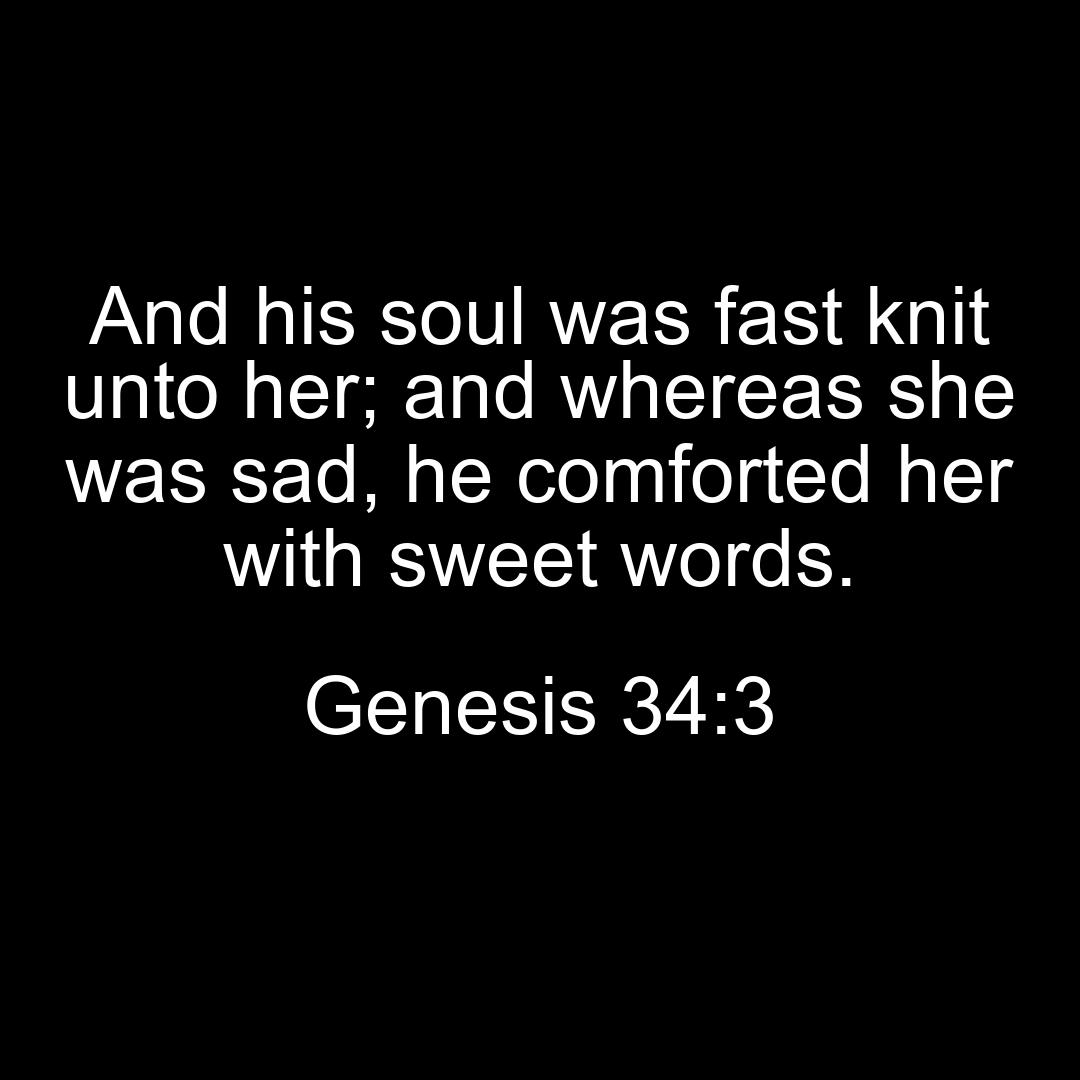 And his soul was fast knit
unto her; and whereas she
was sad, he comforted her
with sweet words.
Genesis 34:3